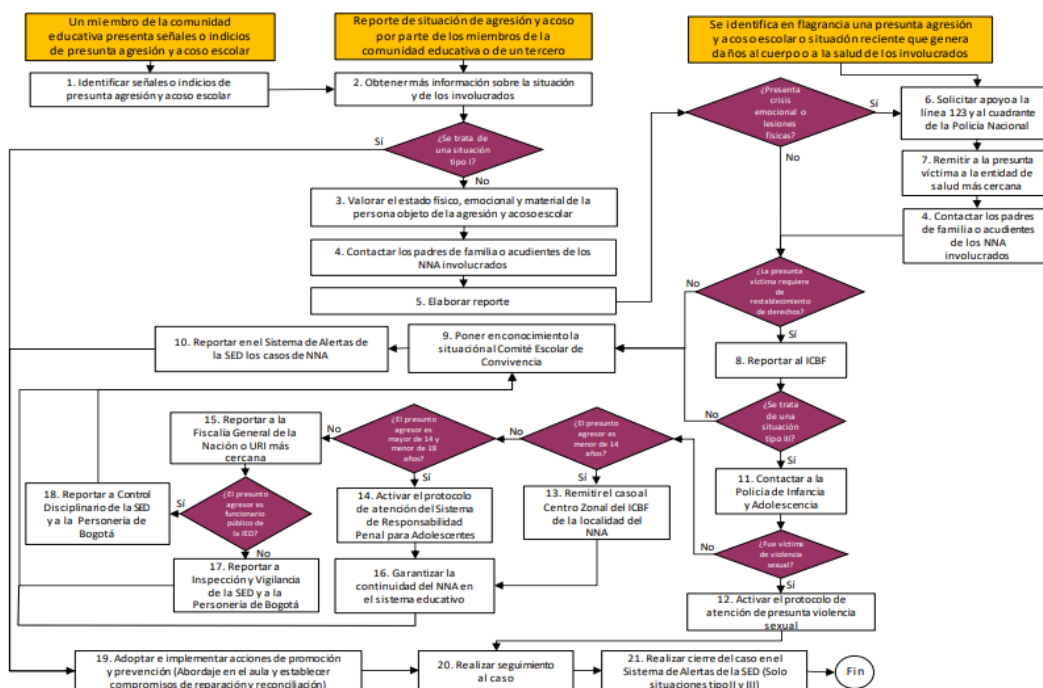 Un miembro de la comunidad
educativa presenta señales o indicios
de presunta agresión y acoso escolar
Reporte de situación de agresión y acoso
por parte de los miembros de la
comunidad educativa o de un tercero
Se identifica en flagrancia una presunta agresión
y acoso escolar o situación reciente que genera
daños al cuerpo o a la salud de los involucrados
1. Identificar señales o indicios de
presunta agresión y acoso escolar
2. Obtener más información sobre la situación
y de los involucrados
¿Presenta
crisis
emocional o
lesiones
físicas?
Sí
No
6. Solicitar apoyo a la
línea 123 y al cuadrante
de la Policía Nacional
¿Se trata de
una situación
tipo I?
Sí
No
7. Remitir a la presunta
víctima a la entidad de
salud más cercana
3. Valorar el estado físico, emocional y material de la
persona objeto de la agresión y acoso escolar
4. Contactar los padres de
familia o acudientes
de los NNA
involucrados
4. Contactar los padres de familia o acudientes de los
NNA involucrados
¿La presunta
víctima requiere
de
restablecimiento
de derechos?
No
Sí
5. Elaborar reporte
10. Reportar en el Sistema de Alertas de
la SED los casos de NNA
9. Poner en conocimiento la
situación al Comité Escolar de
Convivencia
8. Reportar al ICBF
¿Se trata
de una
situación
tipo III?
No
Sí
15. Reportar a la
Fiscalía General de la
Nación o URI más
cercana
No
¿El presunto
agresor es
mayor de 14 y
menor de 18
años?
Sí
No
¿El presunto
agresor es
menor de 14
años?
Sí
11. Contactar a la
Policía de Infancia
y Adolescencia
18. Reportar a Control
Disciplinario de la SED
y a la Personería de
Bogotá
Sí
¿El presunto
agresor es
funcionario
público de
la IED?
No
14. Activar el protocolo
de atención del Sistema
de Responsabilidad
Penal para Adolescentes
13. Remitir el caso al
Centro Zonal del ICBF
de la localidad del
NNA
No
¿Fue víctima
de violencia
sexual?
Sí
17. Reportar a
Inspección y Vigilancia
de la SED y a la
Personería de Bogotá
16. Garantizar la
continuidad del NNA en
el sistema educativo
12. Activar el protocolo de
atención de presunta violencia
sexual
19. Adoptar e implementar acciones de promoción
y prevención (Abordaje en el aula y establecer
compromisos de reparación y reconciliación)
20. Realizar seguimiento
al caso
21. Realizar cierre del caso en el
Sistema de Alertas de la SED (Solo
situaciones tipo II y III)
Fin